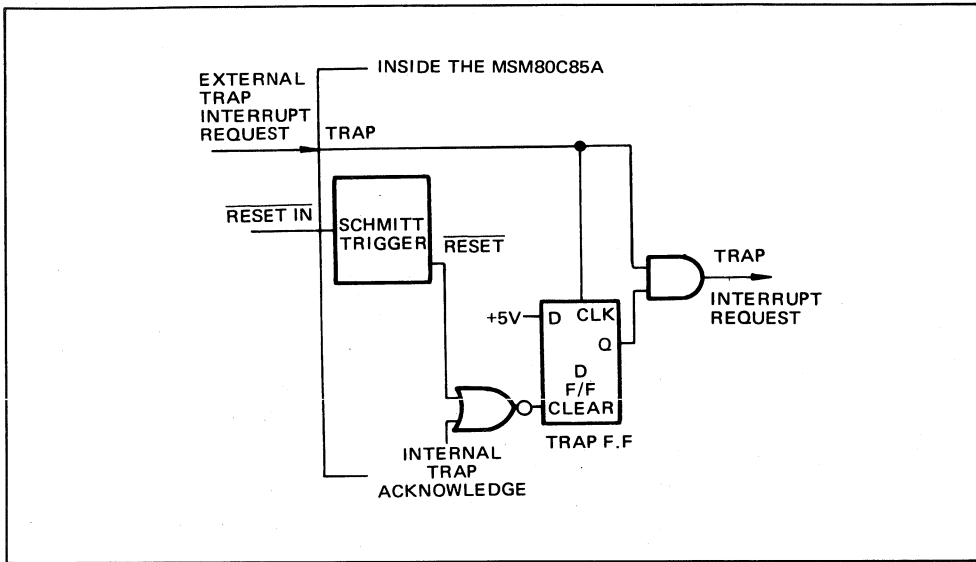 INSIDE THE MSM80C85A
EXTERNAL
TRAP
INTERRUPT
REQUEST
TRAP
RESET IN
SCHMITT
TRIGGER
RESET
TRAP
INTERRUPT
REQUEST
+5V
D CLK
Q
D
F/F
CLEAR
TRAP F.F
INTERNAL
TRAP
ACKNOWLEDGE